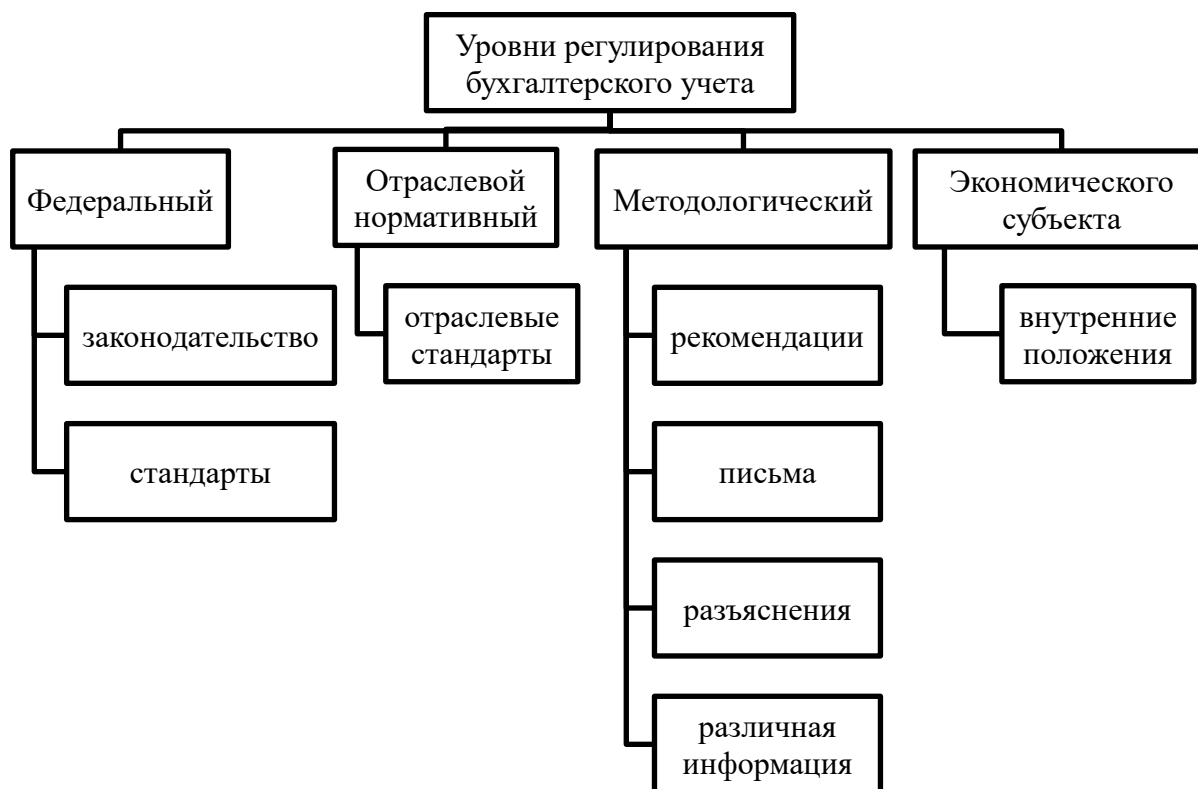 Уровни регулирования
бухгалтерского учета
Федеральный
Отраслевой
нормативный
Методологический
Экономического
субъекта
законодательство
стандарты
отраслевые
стандарты
рекомендации
письма
разъяснения
различная
информация
внутренние
положения